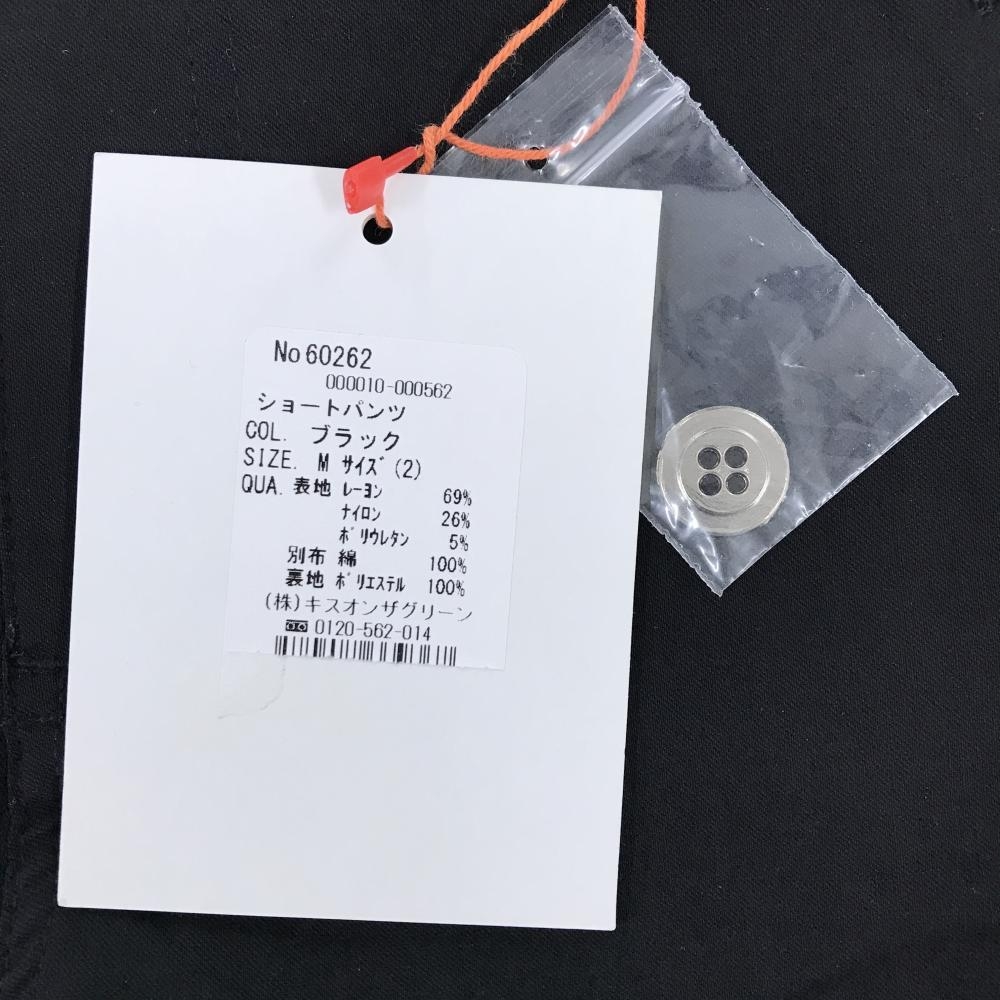 No 60262
000010-000562
ショートパンツ
COL. ブラック
SIZE. M ｻｲｽﾞ(2)
QUA. 表地 ﾚｰﾖﾝ 69%
ﾅｲﾛﾝ 26%
ﾎﾟﾘｳﾚﾀﾝ 5%
別布 綿 100%
裏地 ﾎﾟﾘｴｽﾃﾙ 100%
(株)キスオンザグリーン
0120-562-014